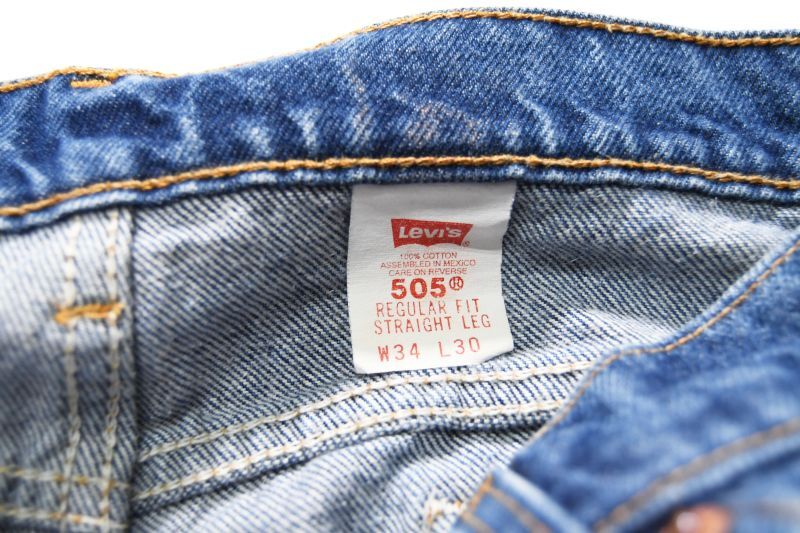 Levi's ®
100% COTTON
ASSEMBLED IN MEXICO
CARE ON REVERSE
505®
REGULAR FIT
STRAIGHT LEG
W34 L30